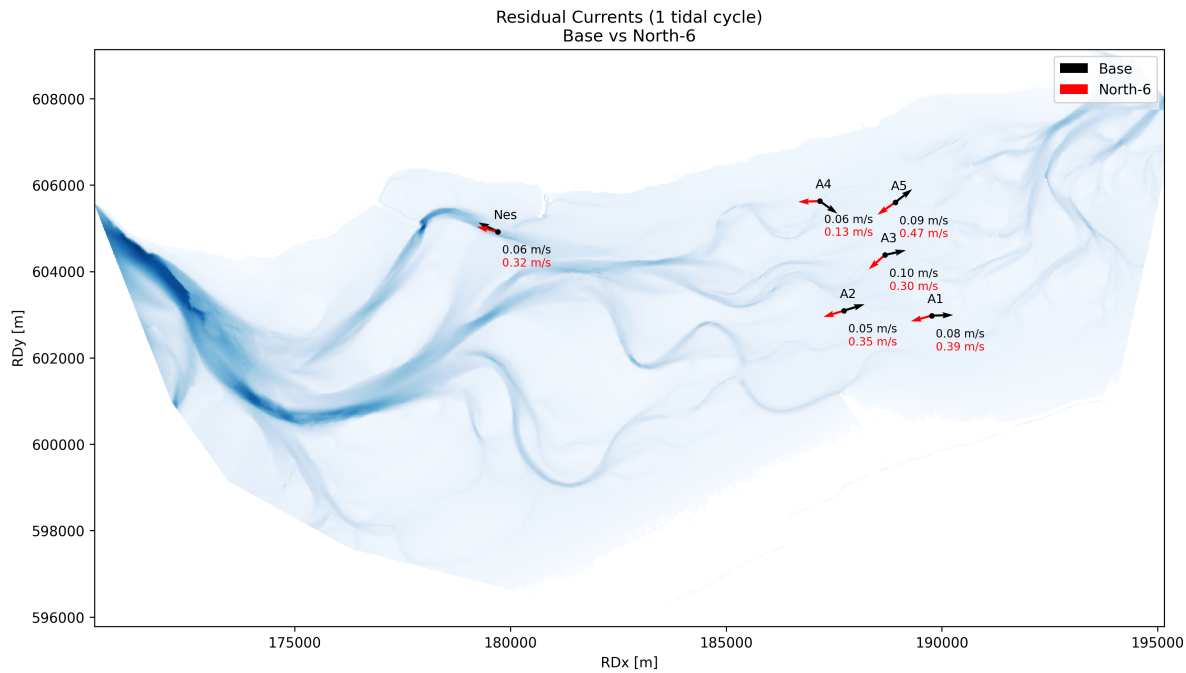 Residual Currents (1 tidal cycle)
Base vs North-6
Base
North-6
608000
606000
604000
602000
600000
598000
596000
RDy [m]
A4
0.06 m/s
0.13 m/s
A5
0.09 m/s
0.47 m/s
Nes
0.06 m/s
0.32 m/s
A3
0.10 m/s
0.30 m/s
A2
0.05 m/s
0.35 m/s
A1
0.08 m/s
0.39 m/s
175000
180000
185000
190000
195000
RDx [m]